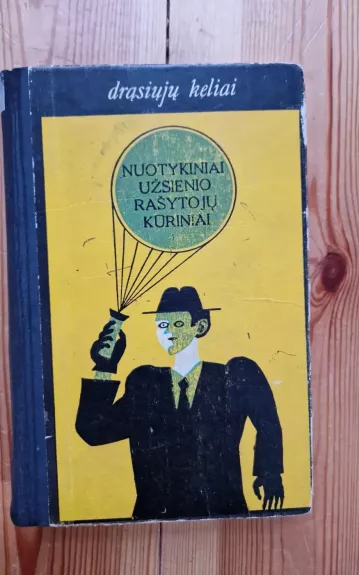 drąsiųjų keliai
NUOTYKINIAI
UŽSIENIO
RAŠYTOJŲ
KŪRINIAI